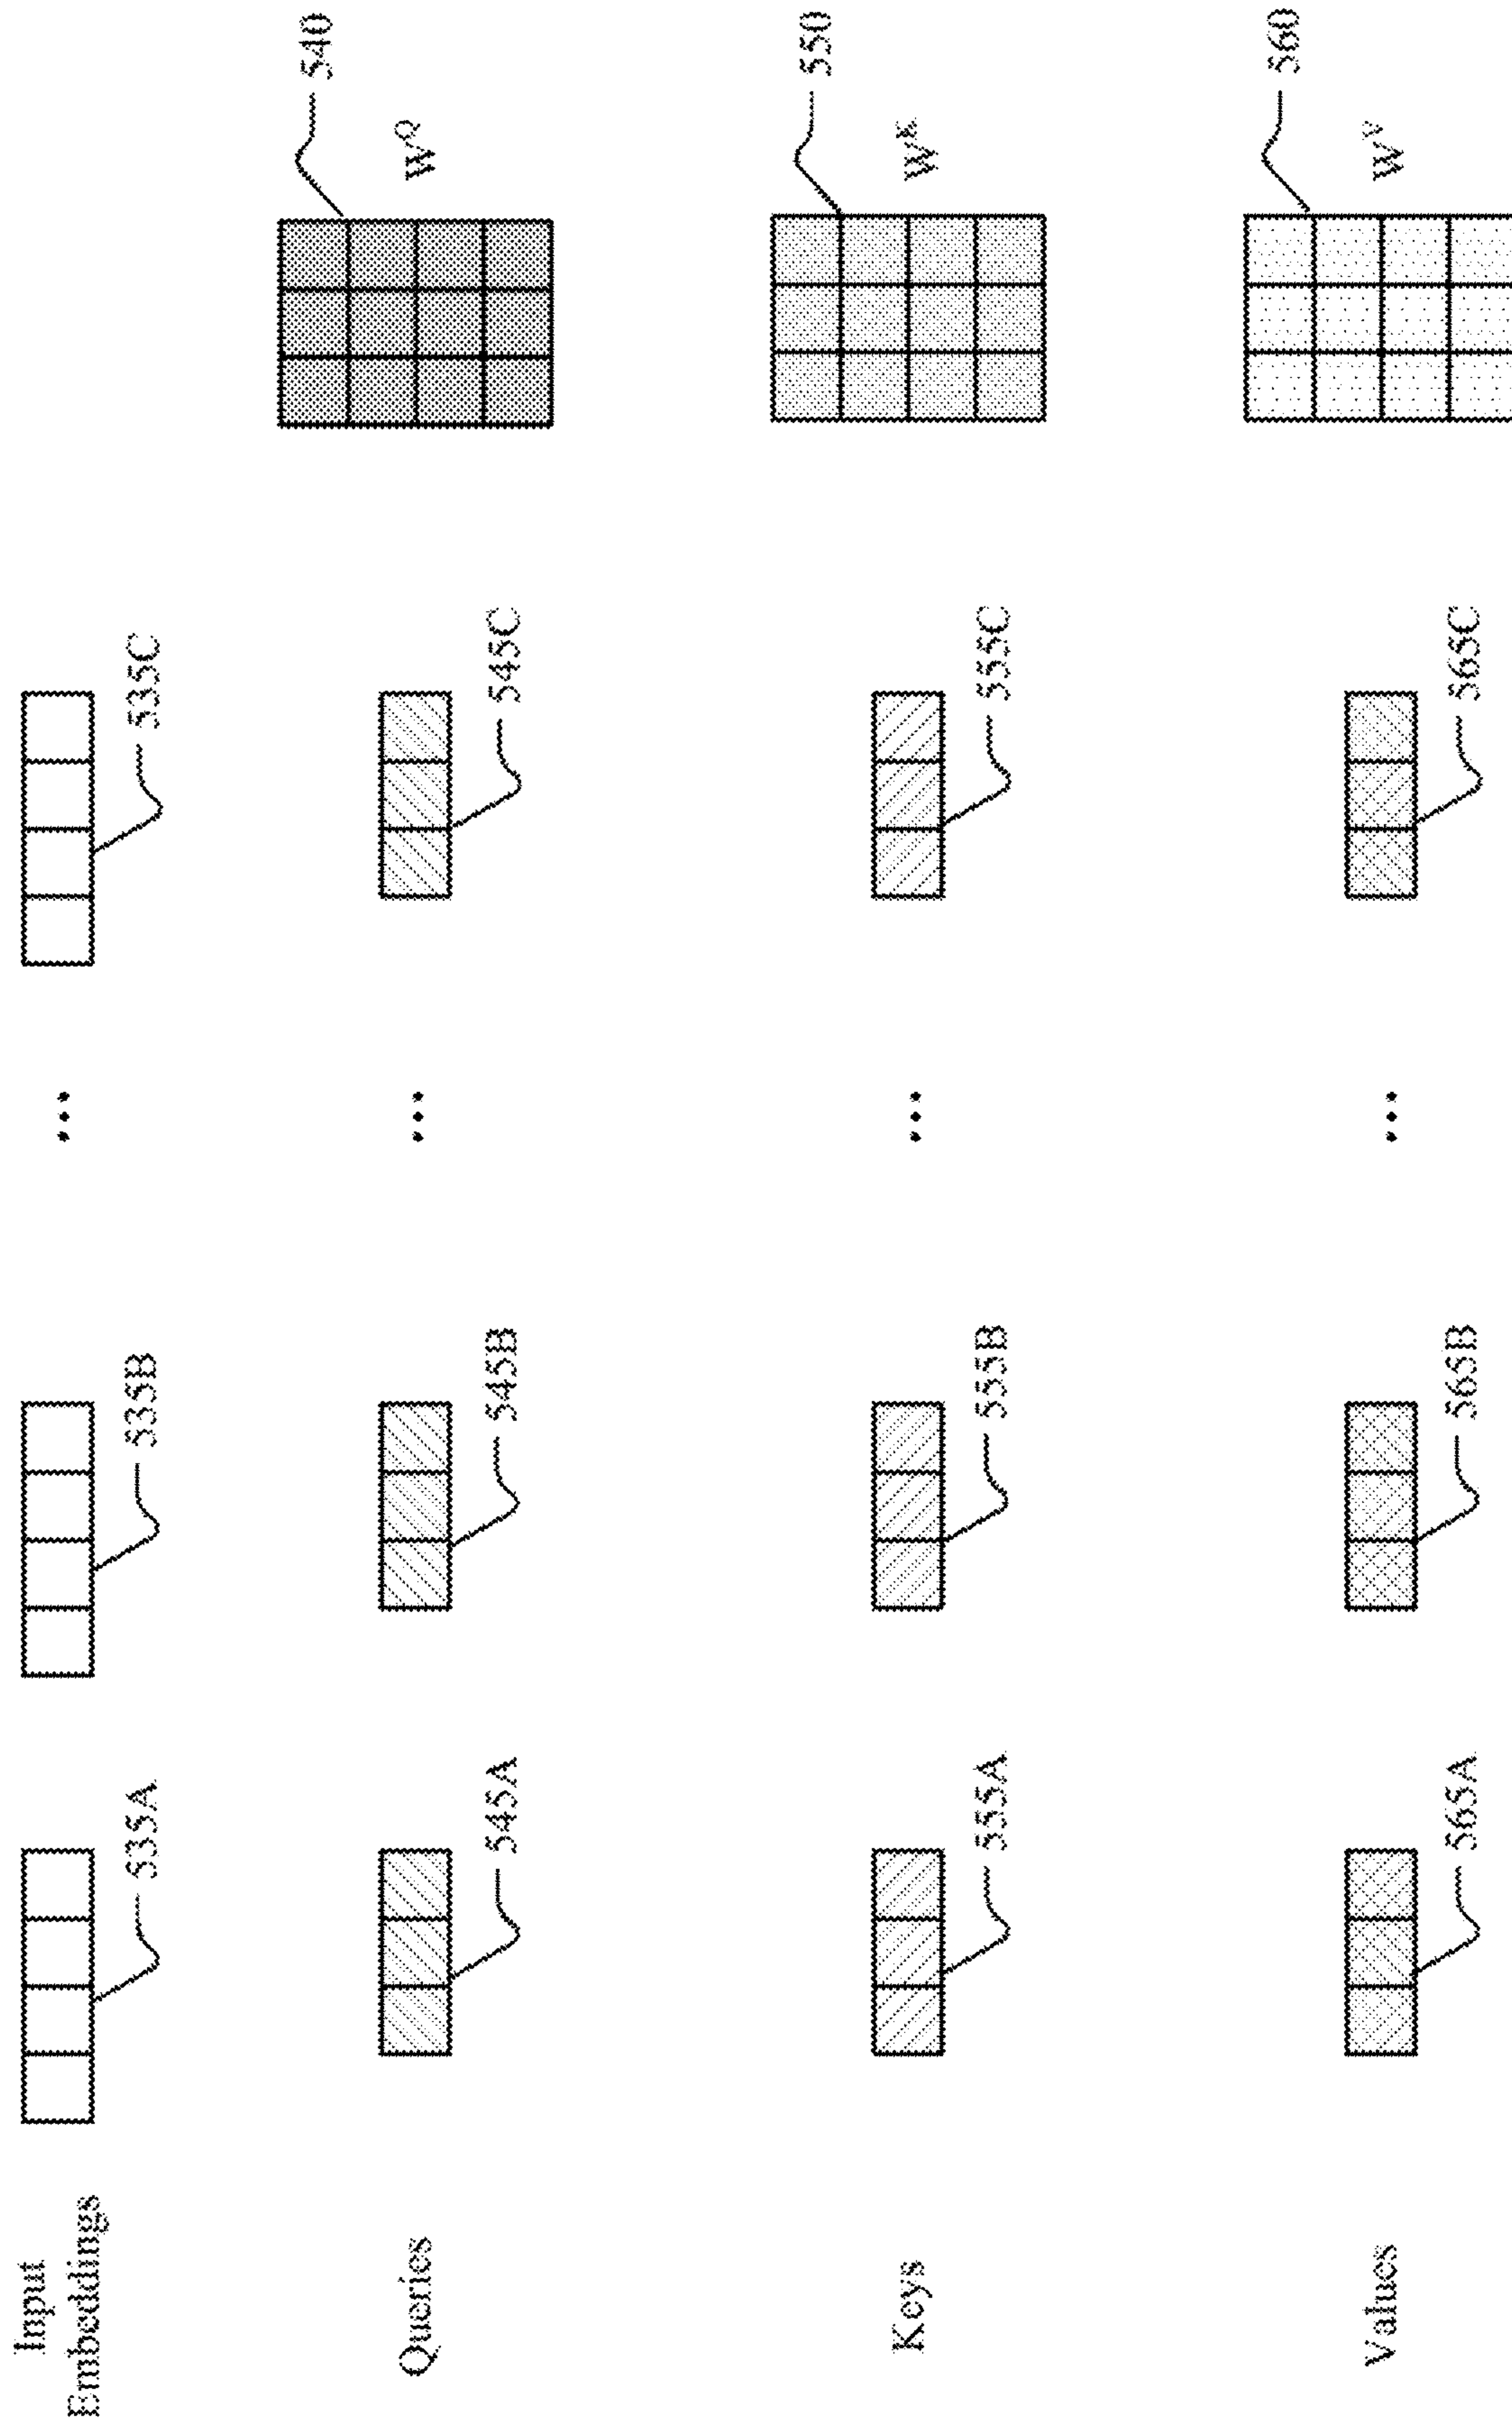 Input
Embeddings
535A
535B
...
535C
Queries
545A
545B
...
545C
540
W^Q
Keys
555A
555B
...
555C
550
W^K
Values
565A
565B
...
565C
560
W^V